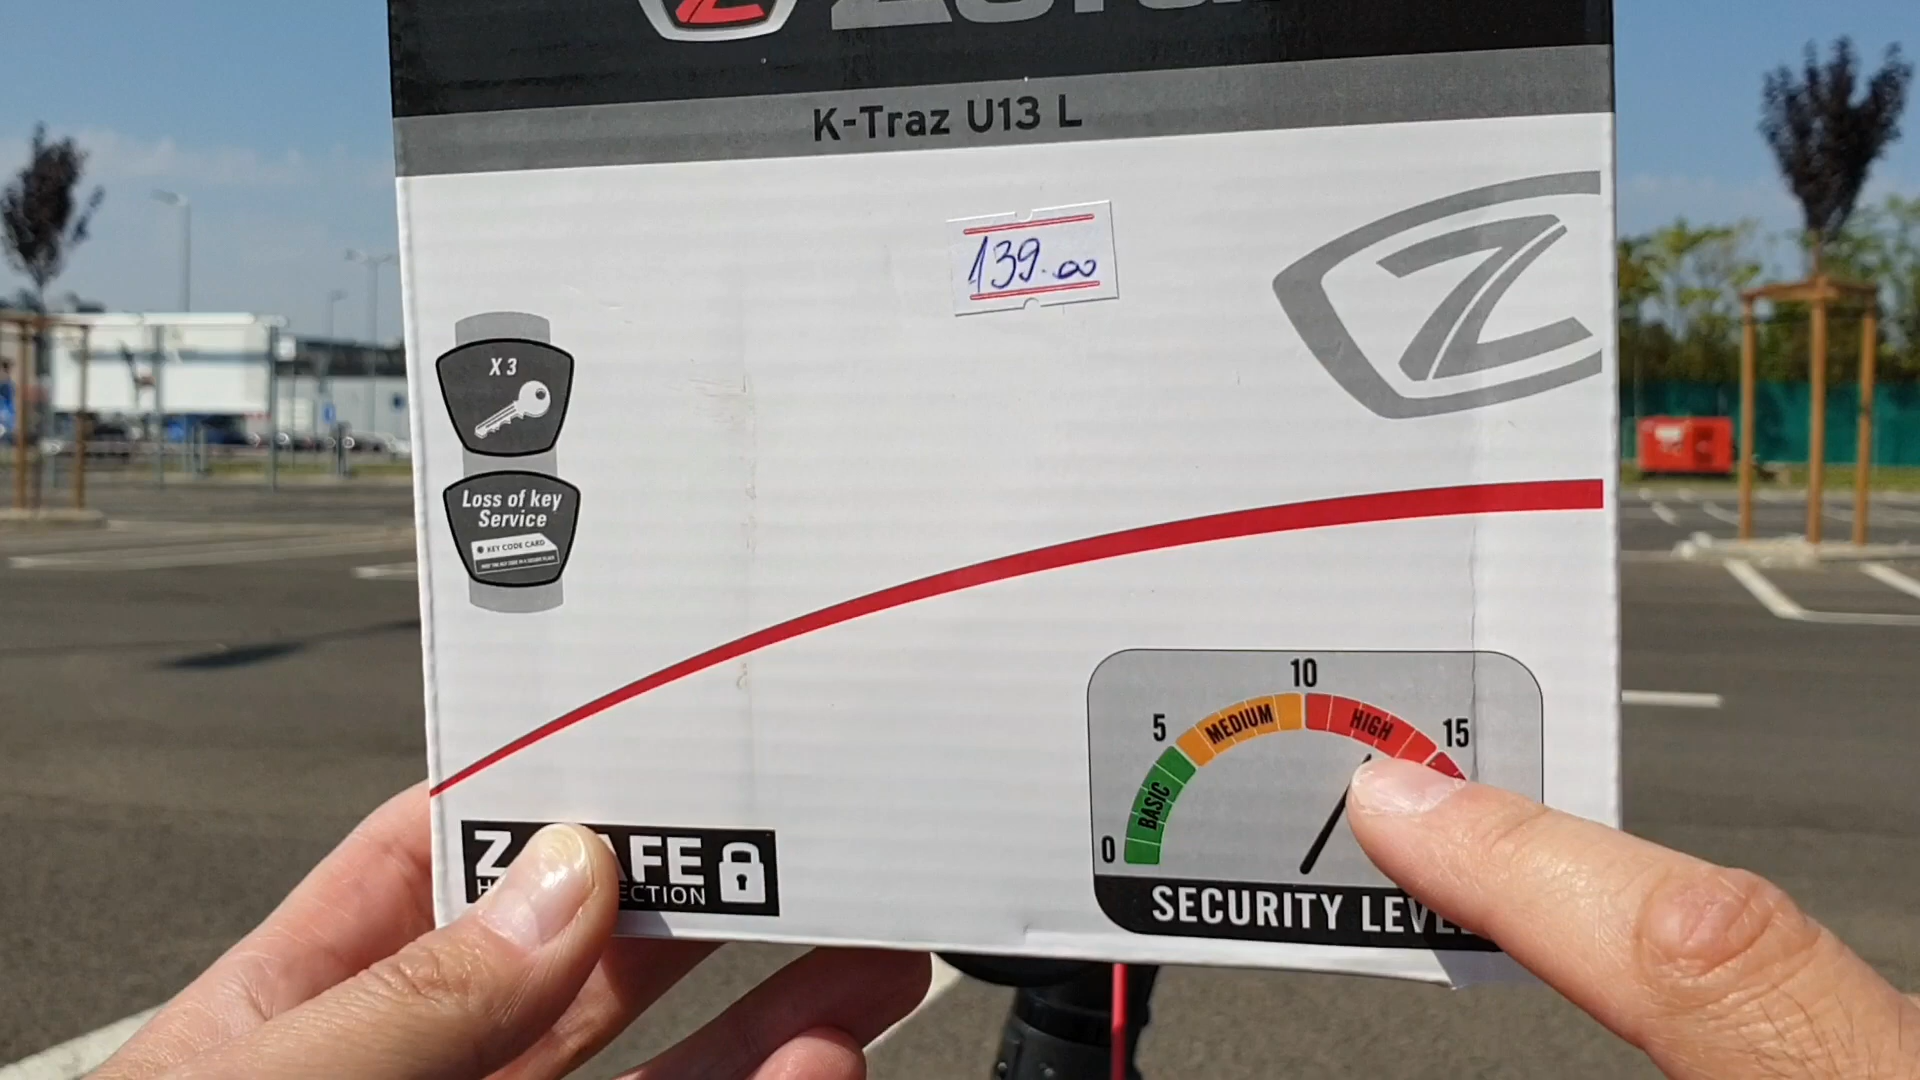 K-Traz U13 L
139.00
X 3
Loss of key
Service
KEY CODE CARD
10
5
MEDIUM
HIGH
15
BASIC
0
SECURITY